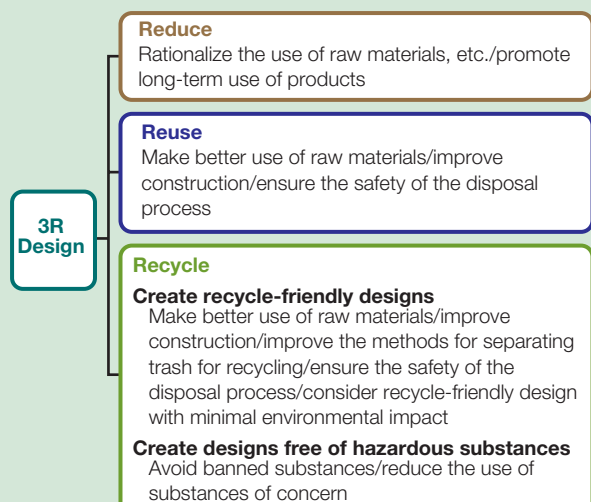 Reduce
Rationalize the use of raw materials, etc./promote
long-term use of products
Reuse
Make better use of raw materials/improve
construction/ensure the safety of the disposal
process
3R
Design
Recycle
Create recycle-friendly designs
Make better use of raw materials/improve
construction/improve the methods for separating
trash for recycling/ensure the safety of the
disposal process/consider recycle-friendly design
with minimal environmental impact
Create designs free of hazardous substances
Avoid banned substances/reduce the use of
substances of concern